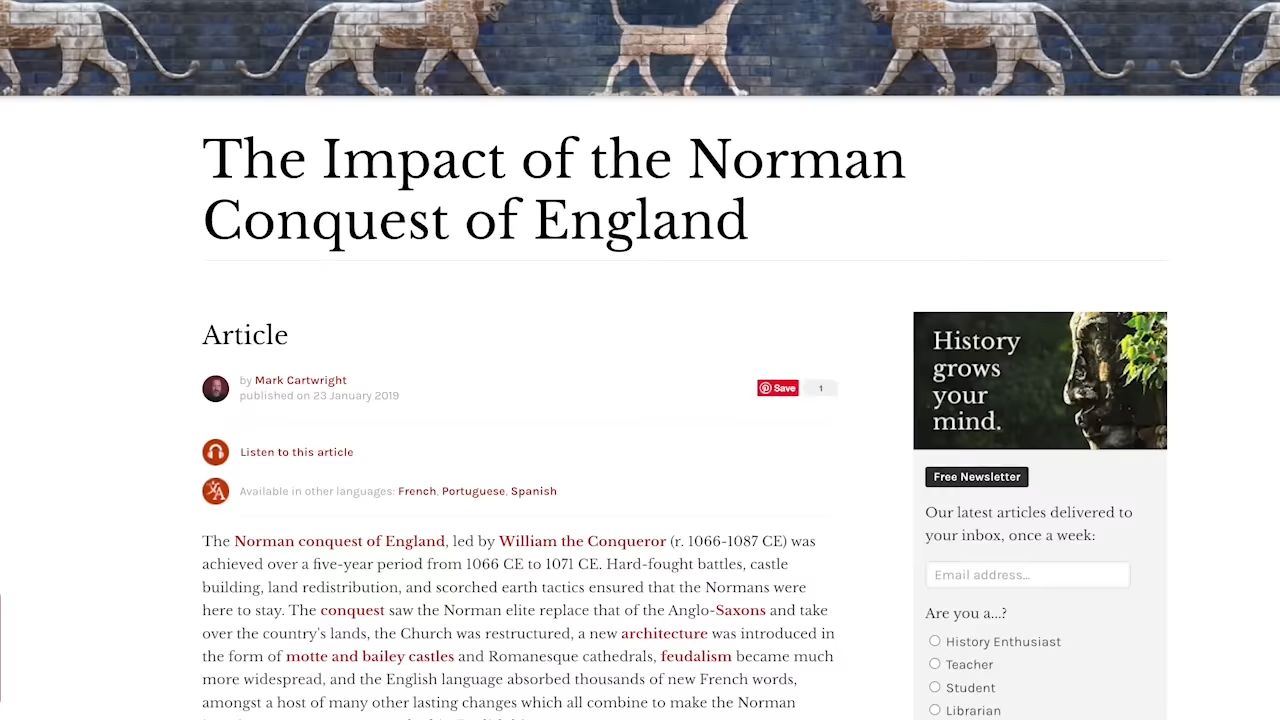 The Impact of the Norman
Conquest of England
Article
by Mark Cartwright
published on 23 January 2019
Save
1
Listen to this article
Available in other languages: French, Portuguese, Spanish
The Norman conquest of England, led by William the Conqueror (r. 1066-1087 CE) was
achieved over a five-year period from 1066 CE to 1071 CE. Hard-fought battles, castle
building, land redistribution, and scorched earth tactics ensured that the Normans were
here to stay. The conquest saw the Norman elite replace that of the Anglo-Saxons and take
over the country's lands, the Church was restructured, a new architecture was introduced in
the form of motte and bailey castles and Romanesque cathedrals, feudalism became much
more widespread, and the English language absorbed thousands of new French words,
amongst a host of many other lasting changes which all combine to make the Norman
History
grows
your
mind.
Free Newsletter
Our latest articles delivered to
your inbox, once a week:
Email address...
Are you a...?
History Enthusiast
Teacher
Student
Librarian